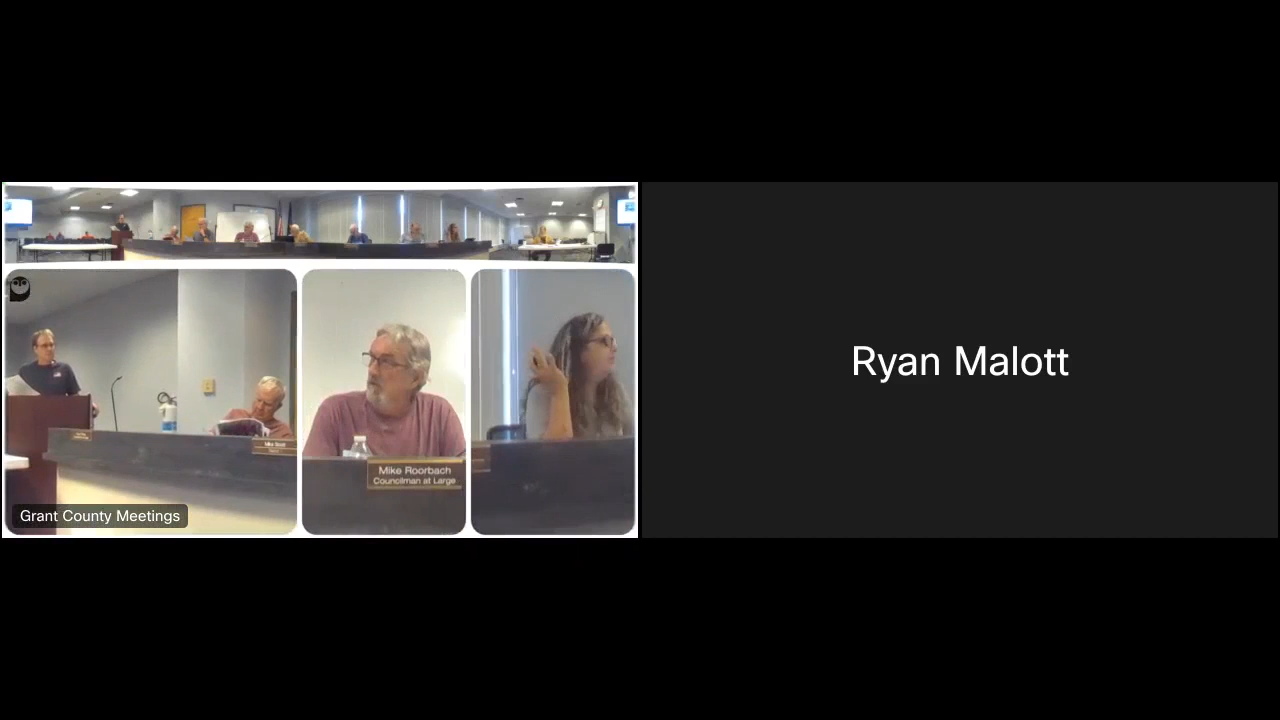 Mike Roorbach
Councilman at Large
Grant County Meetings
Ryan Malott